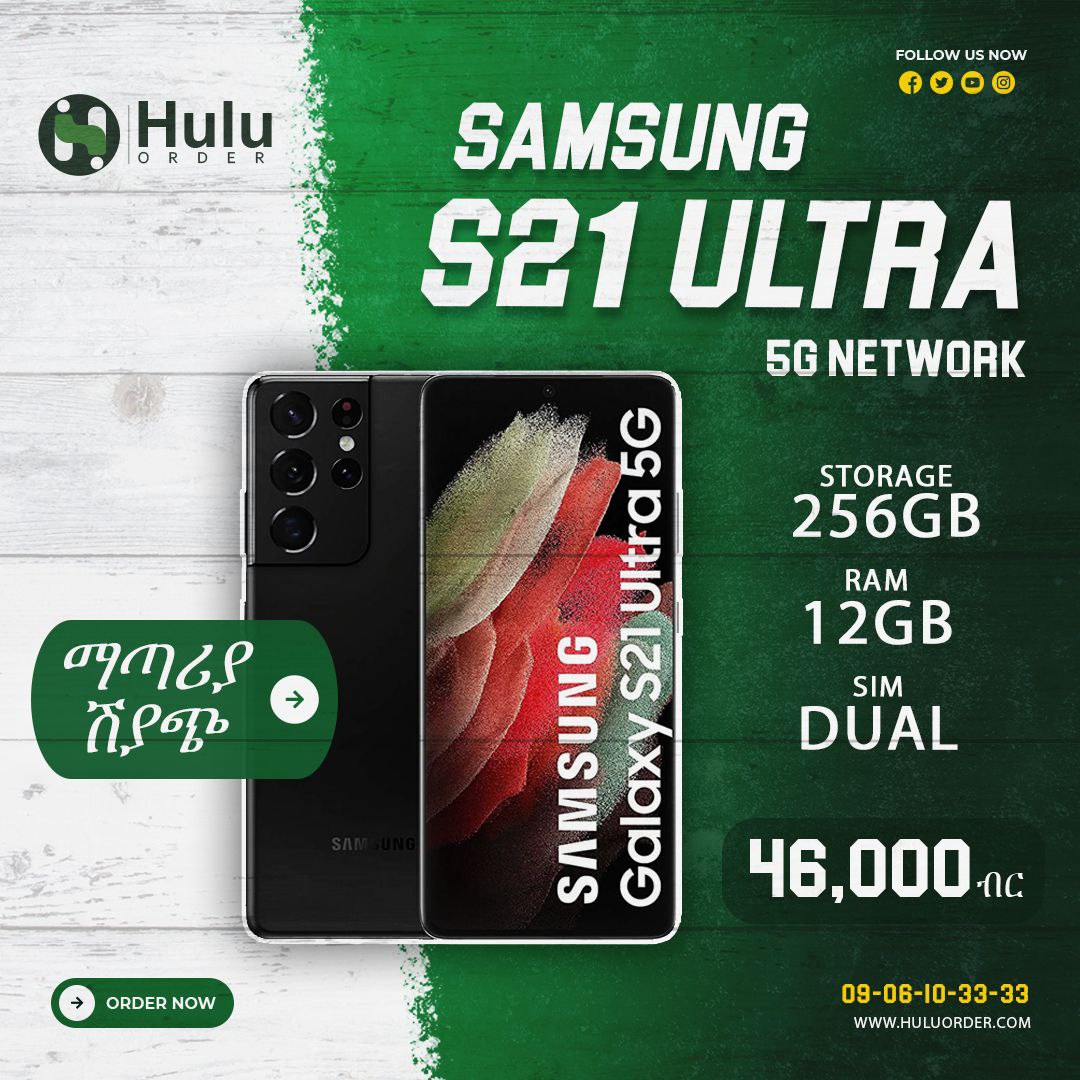 Hulu
ORDER
FOLLOW US NOW
SAMSUNG
S21 ULTRA
5G NETWORK
STORAGE
256GB
RAM
12GB
SIM
DUAL
SAMSUNG
Galaxy S21 Ultra 5G
SAMSUNG
ማጣሪያ
ሽያጭ
46,000 ብር
ORDER NOW
09-06-10-33-33
WWW.HULUORDER.COM